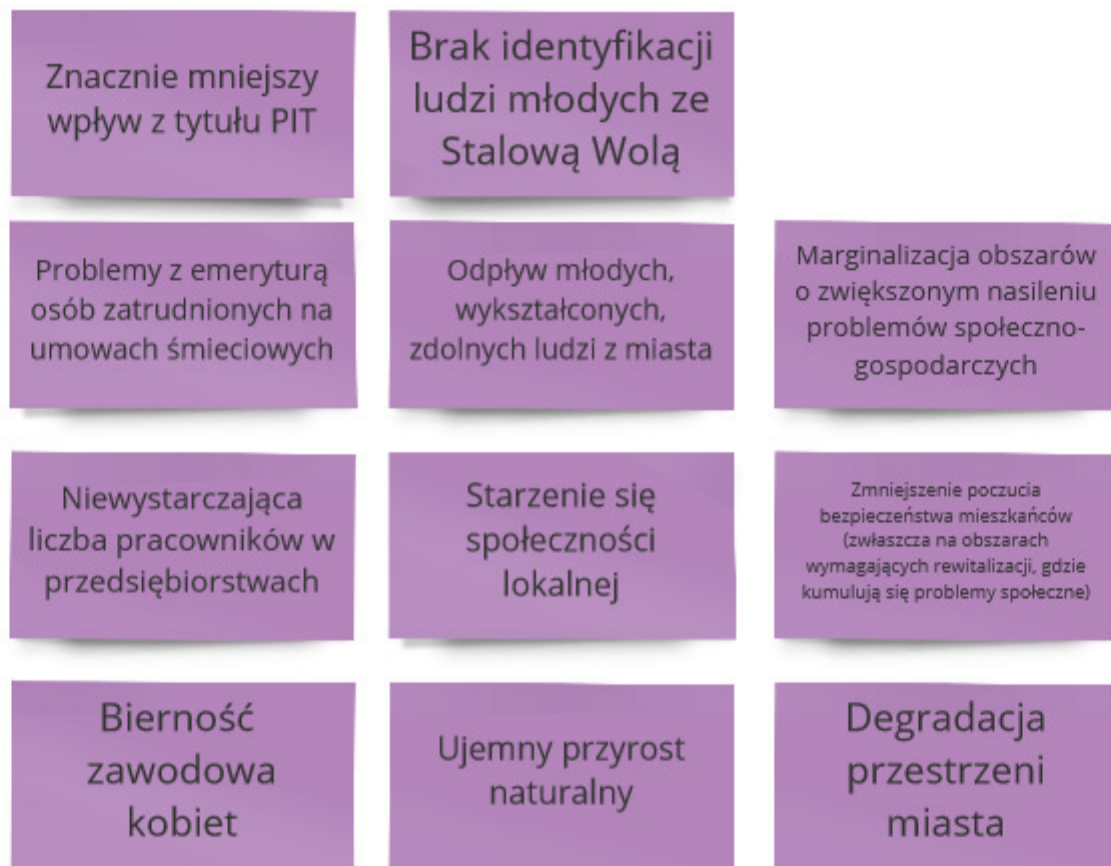 Znacznie mniejszy
wpływ z tytułu PIT
Brak identyfikacji
ludzi młodych ze
Stalową Wolą
Problemy z emeryturą
osób zatrudnionych na
umowach śmieciowych
Odpływ młodych,
wykształconych,
zdolnych ludzi z miasta
Marginalizacja obszarów
o zwiększonym nasileniu
problemów społeczno-
gospodarczych
Niewystarczająca
liczba pracowników w
przedsiębiorstwach
Starzenie się
społeczności
lokalnej
Zmniejszenie poczucia
bezpieczeństwa mieszkańców
(zwłaszcza na obszarach
wymagających rewitalizacji, gdzie
kumulują się problemy społeczne)
Bierność
zawodowa
kobiet
Ujemny przyrost
naturalny
Degradacja
przestrzeni
miasta